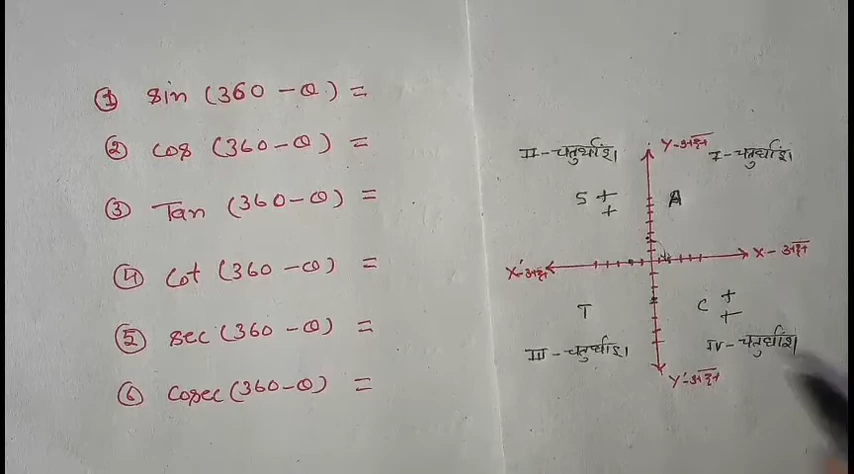 ① sin (360 - θ) =
② cos (360 - θ) =
③ Tan (360 - θ) =
④ cot (360 - θ) =
⑤ sec (360 - θ) =
⑥ cosec (360 - θ) =
Y-अक्ष
II-चतुर्थांश।
I-चतुर्थांश।
S + +
A
X'-अक्ष
X-अक्ष
T
C + +
III-चतुर्थांश।
IV-चतुर्थांश।
Y'-अक्ष